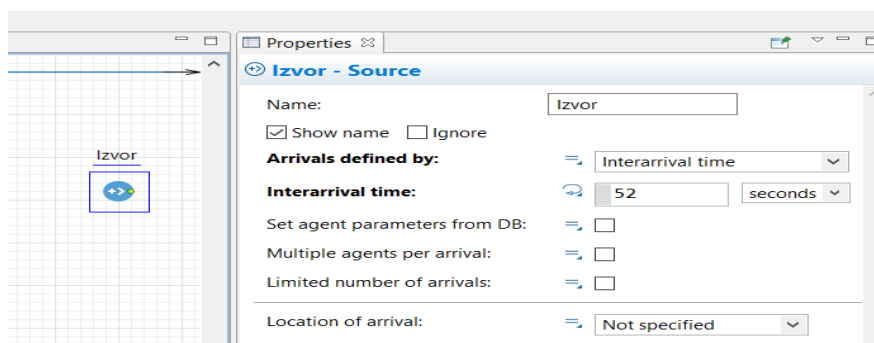 Properties
Izvor - Source
Name: Izvor
Show name Ignore
Izvor
Arrivals defined by: Interarrival time
Interarrival time: 52 seconds
Set agent parameters from DB:
Multiple agents per arrival:
Limited number of arrivals:
Location of arrival: Not specified